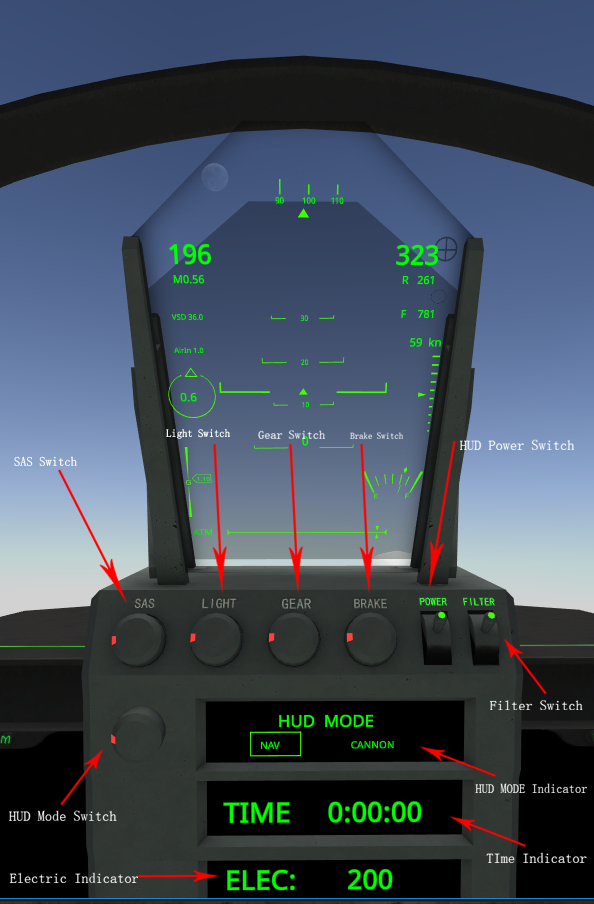 90 100 110
196
323
M0.56
R 261
VSD 36.0
F 781
30
59 kn
Airin 1.0
20
0.6
10
Light Switch
Gear Switch
Brake Switch
0
HUD Power Switch
SAS Switch
G
SAS
LIGHT
GEAR
BRAKE
POWER
FILTER
Filter Switch
HUD MODE
NAV
CANNON
M
HUD MODE Indicator
HUD Mode Switch
TIME 0:00:00
TIme Indicator
Electric Indicator
ELEC: 200